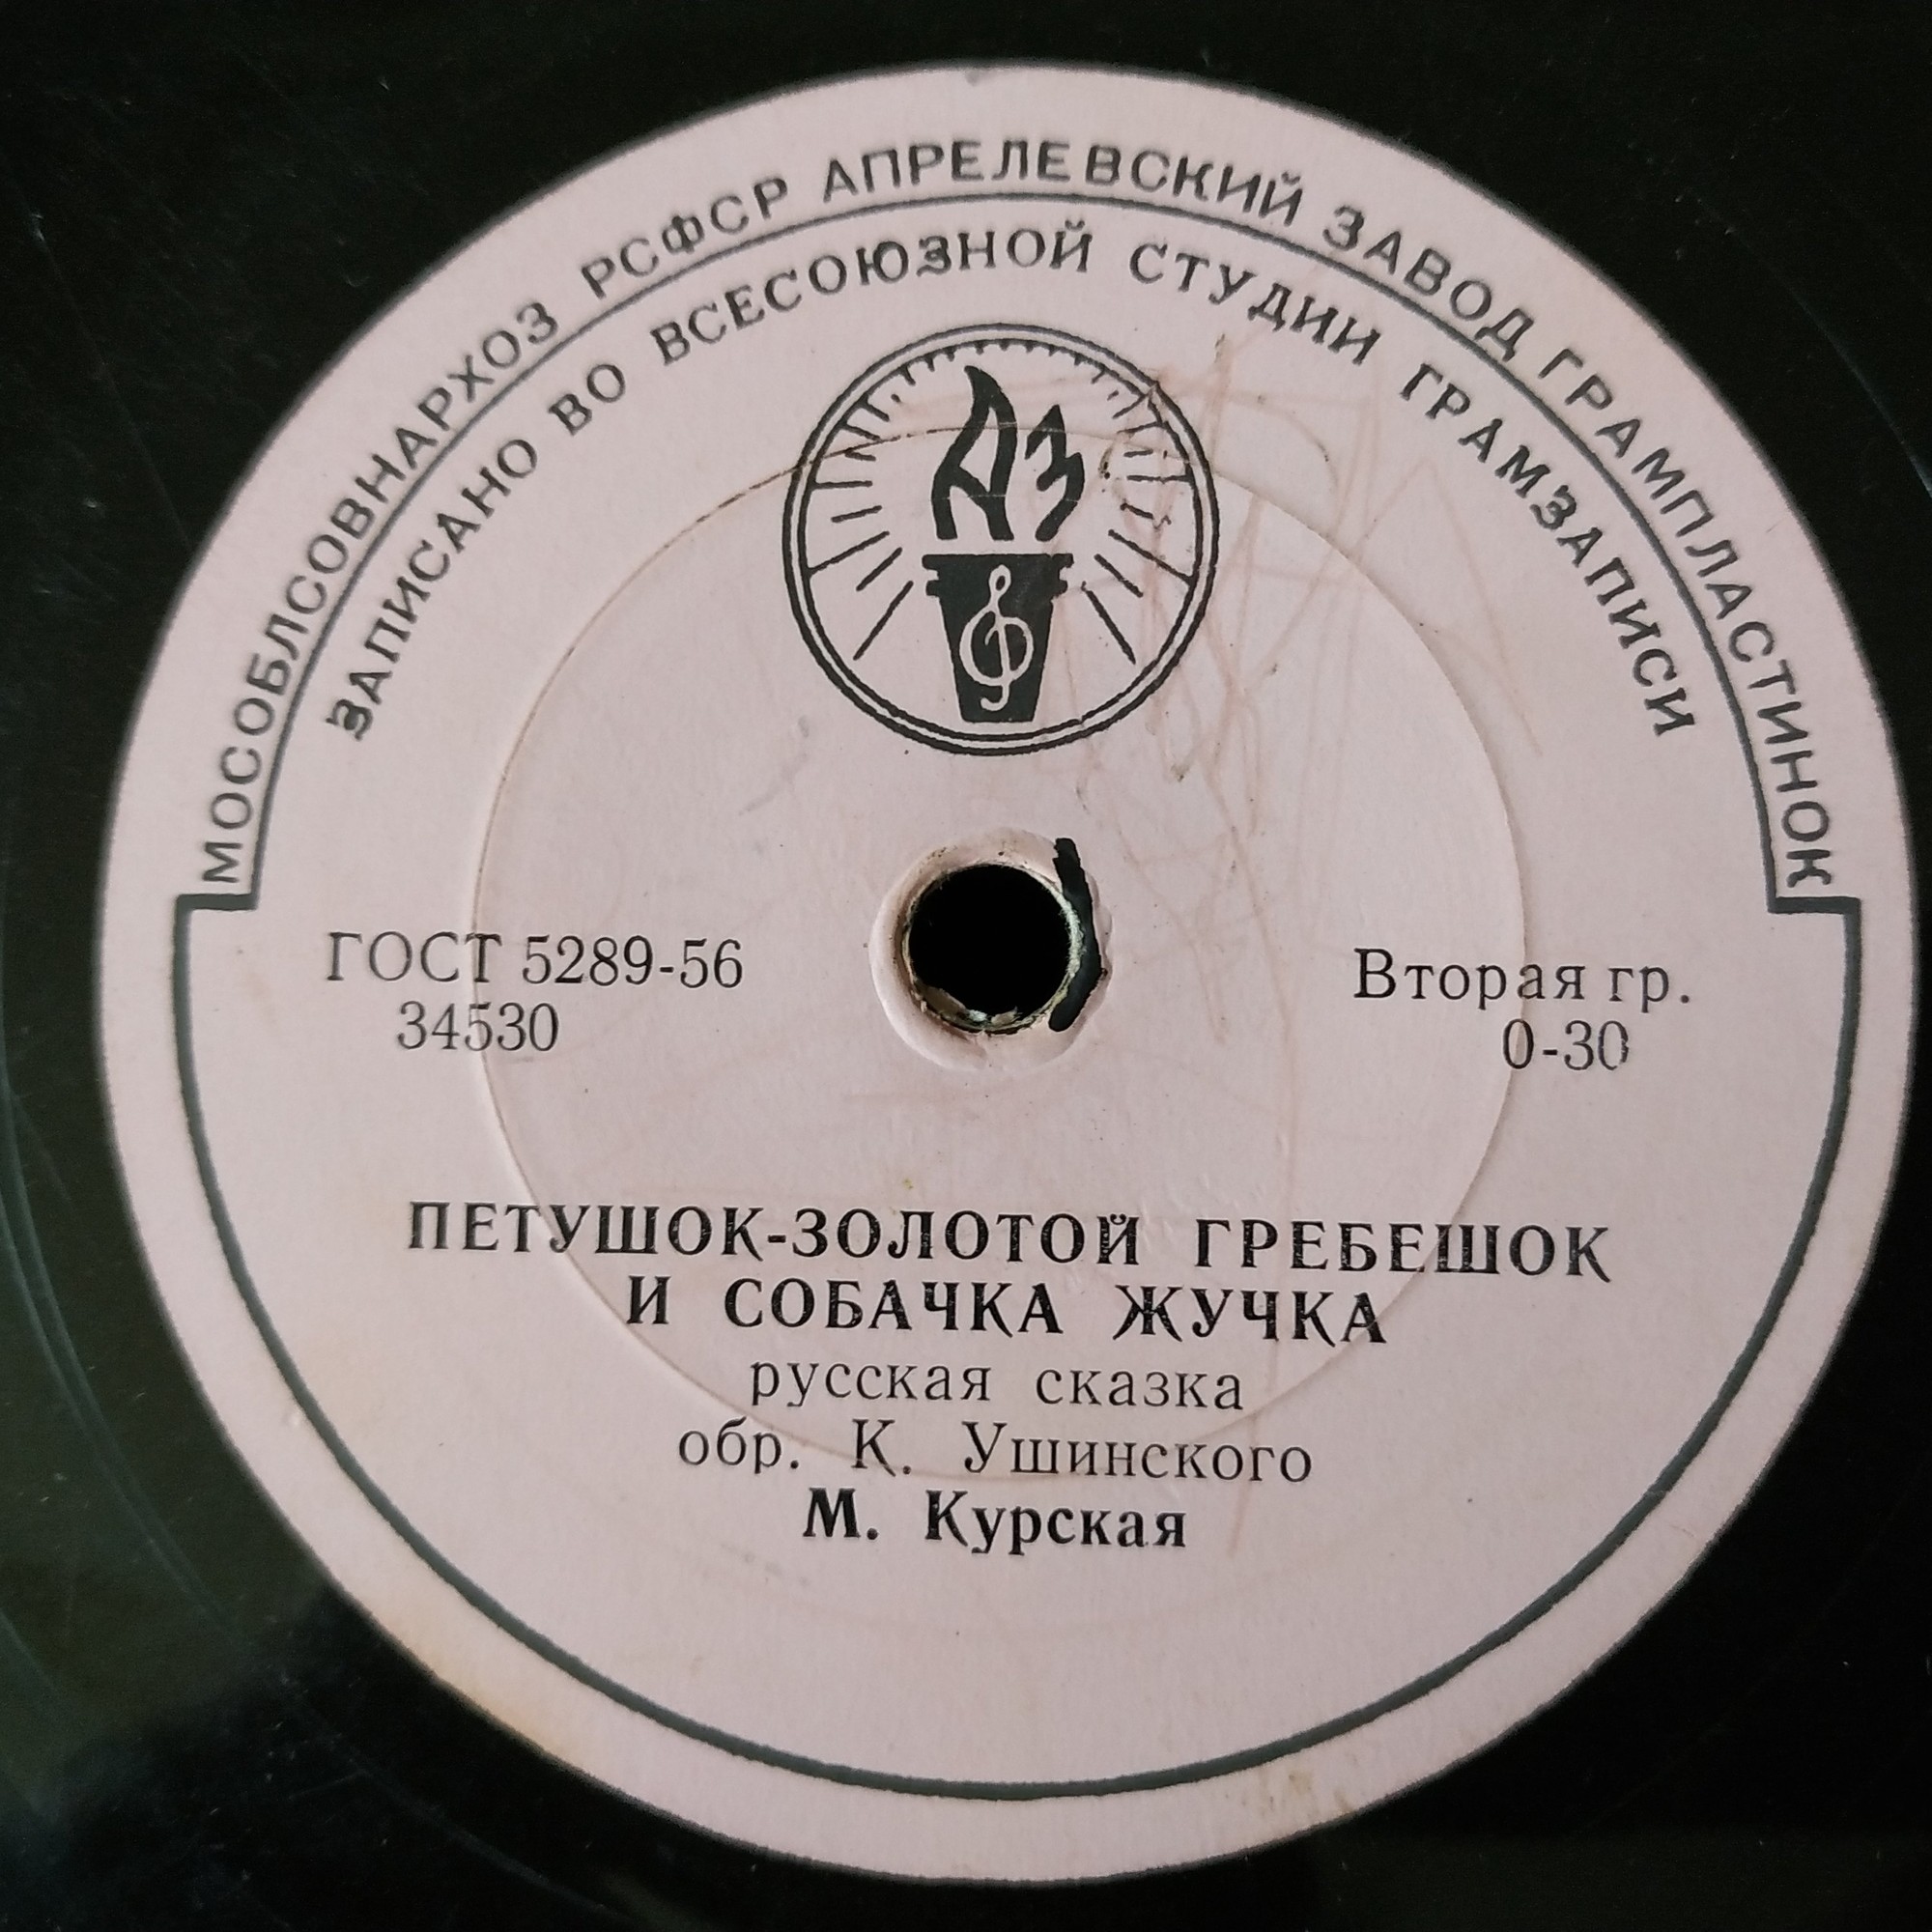 МОСОБЛСОВНАРХОЗ РСФСР АПРЕЛЕВСКИЙ ЗАВОД ГРАМПЛАСТИНОК
ЗАПИСАНО ВО ВСЕСОЮЗНОЙ СТУДИИ ГРАМЗАПИСИ
АЗ
ГОСТ 5289-56
34530
Вторая гр.
0-30
ПЕТУШОК-ЗОЛОТОЙ ГРЕБЕШОК
И СОБАЧКА ЖУЧКА
русская сказка
обр. К. Ушинского
М. Курская